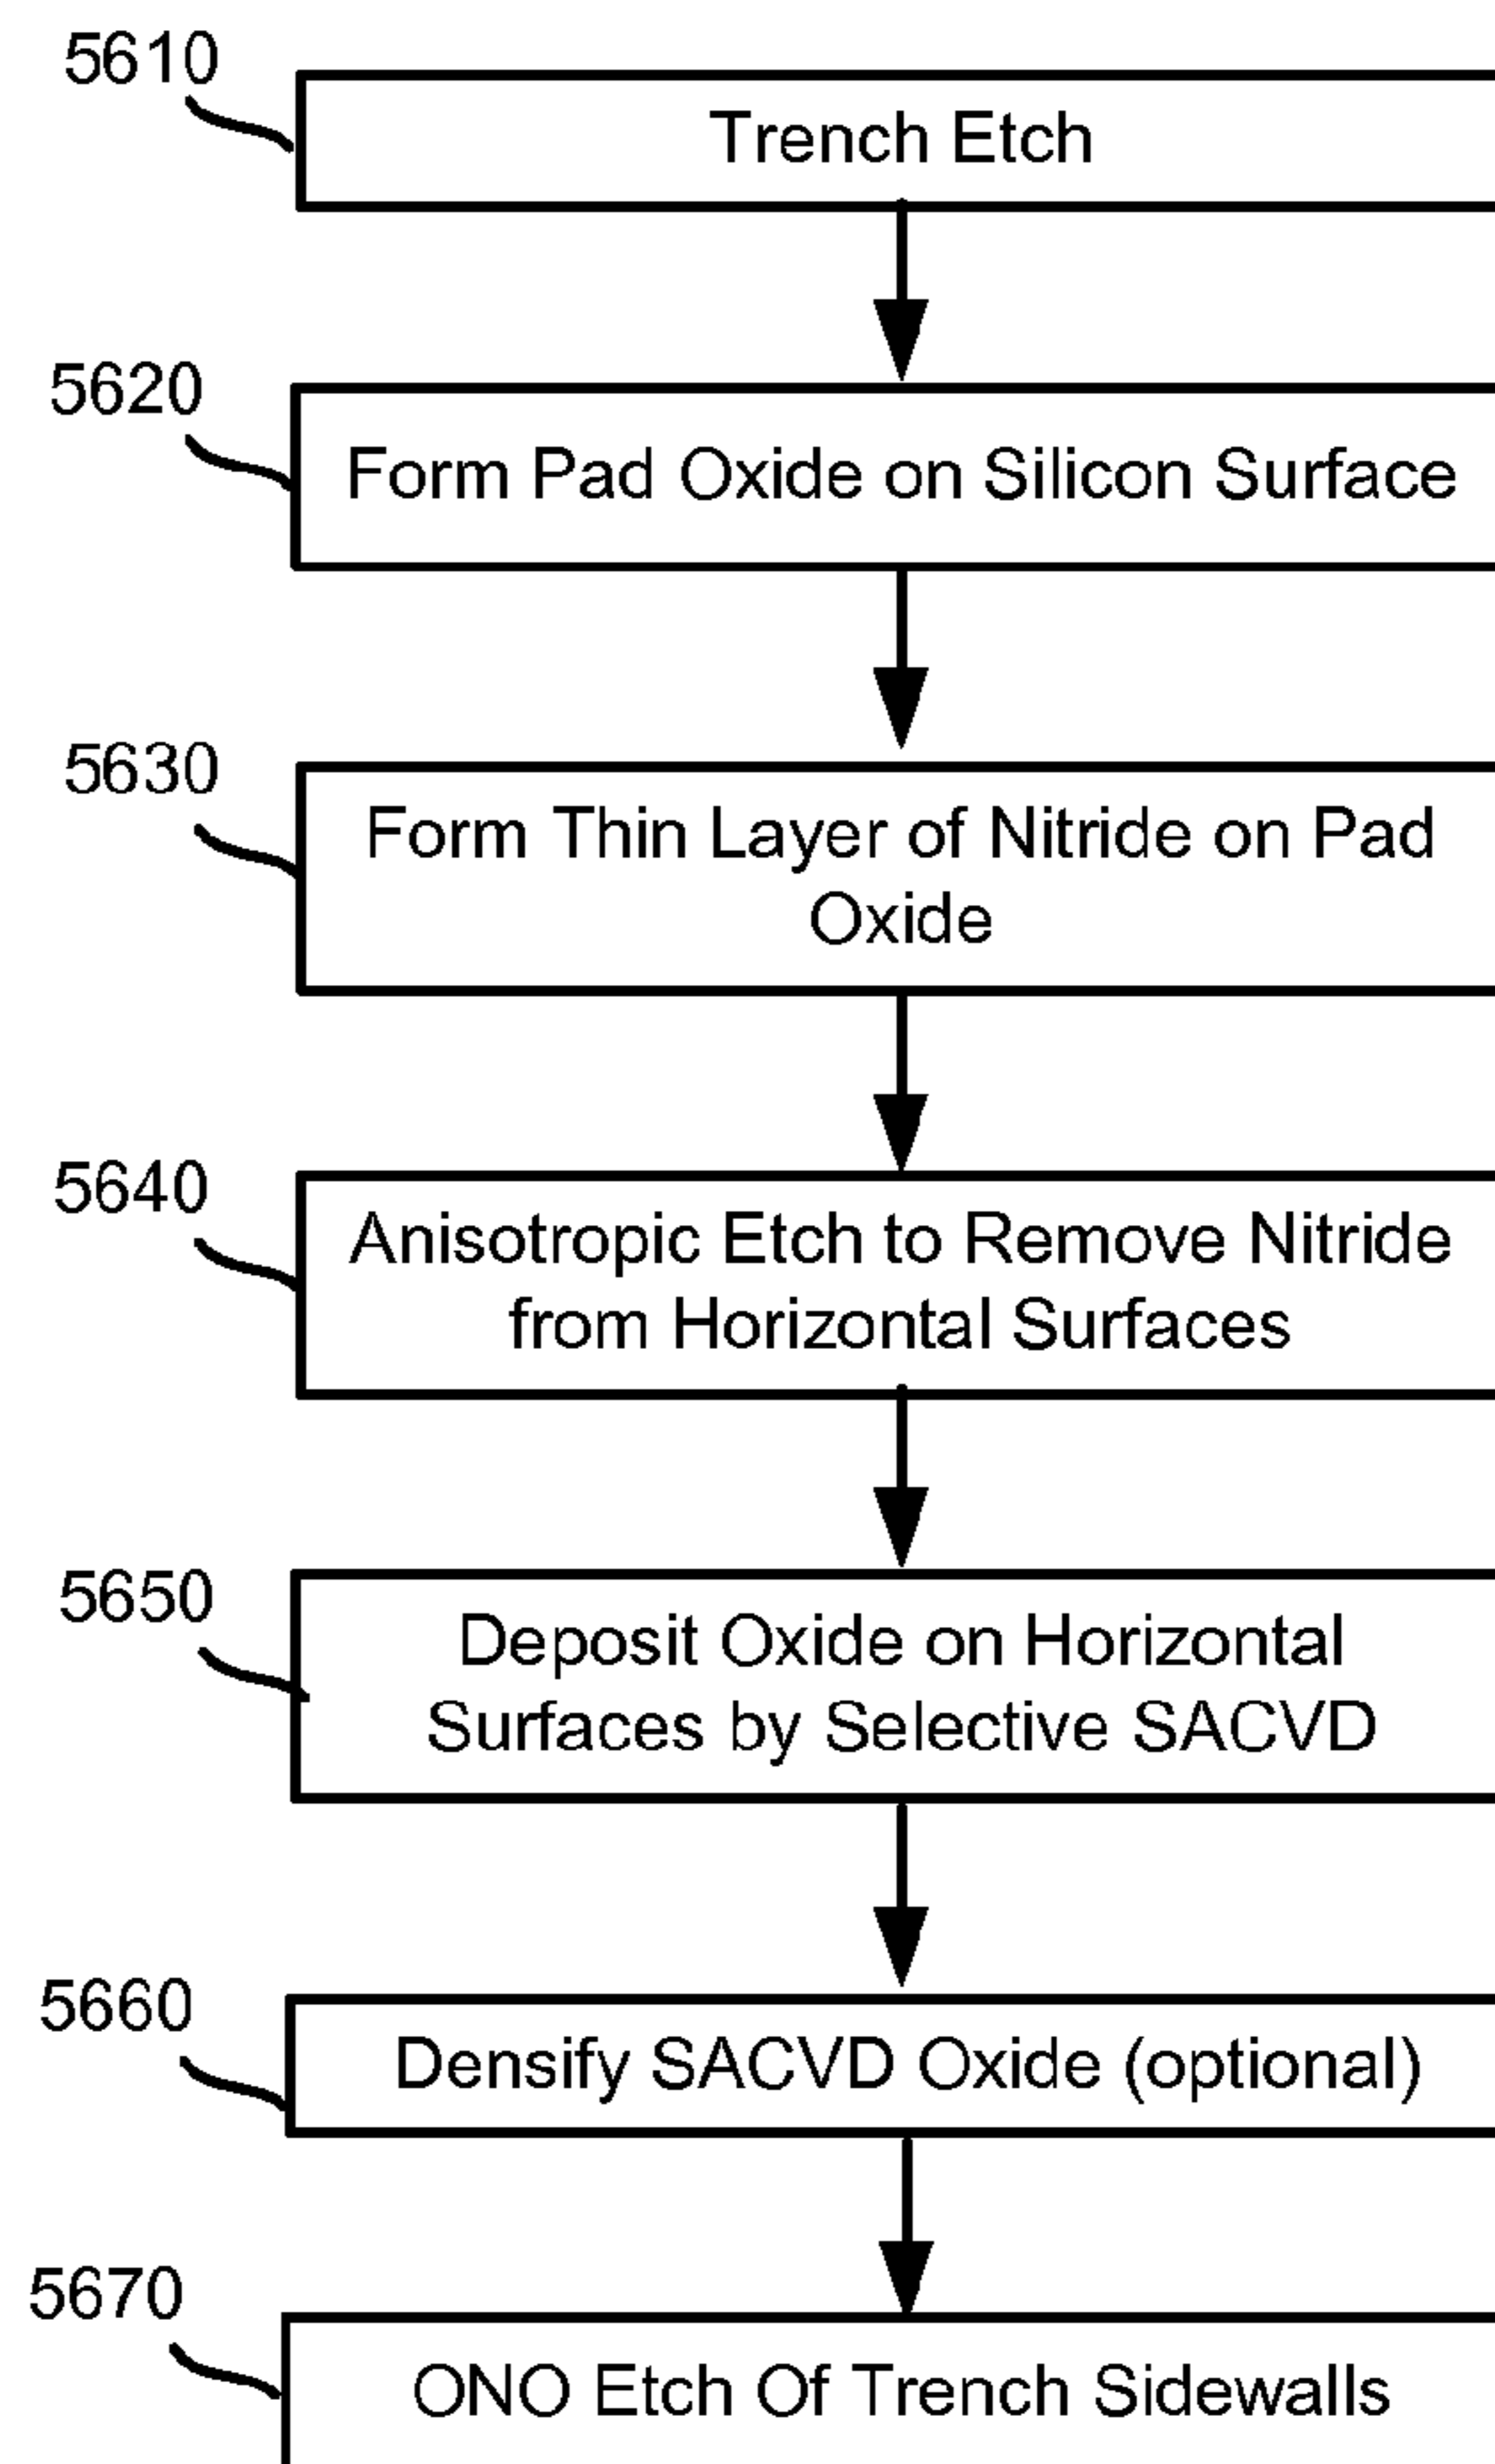 5610
Trench Etch
5620
Form Pad Oxide on Silicon Surface
5630
Form Thin Layer of Nitride on Pad
Oxide
5640
Anisotropic Etch to Remove Nitride
from Horizontal Surfaces
5650
Deposit Oxide on Horizontal
Surfaces by Selective SACVD
5660
Densify SACVD Oxide (optional)
5670
ONO Etch Of Trench Sidewalls